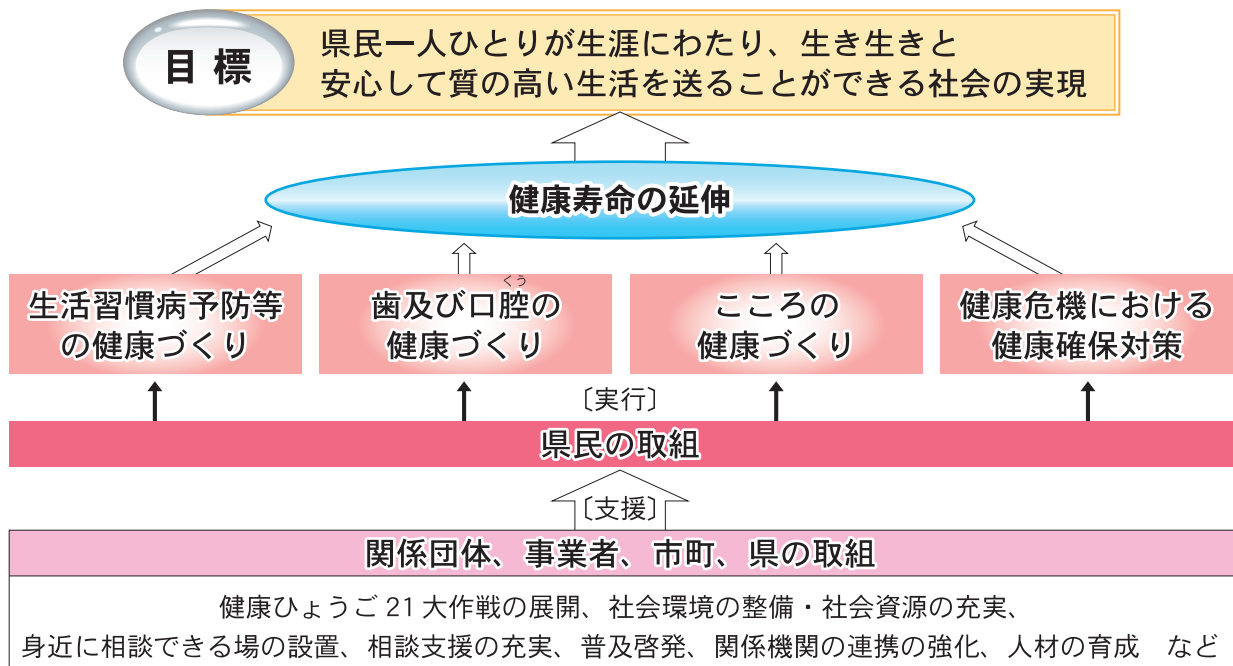 目標
県民一人ひとりが生涯にわたり、生き生きと
安心して質の高い生活を送ることができる社会の実現
健康寿命の延伸
生活習慣病予防等
の健康づくり
くう
歯及び口腔の
健康づくり
こころの
健康づくり
健康危機における
健康確保対策
〔実行〕
県民の取組
〔支援〕
関係団体、事業者、市町、県の取組
健康ひょうご21大作戦の展開、社会環境の整備・社会資源の充実、
身近に相談できる場の設置、相談支援の充実、普及啓発、関係機関の連携の強化、人材の育成　など